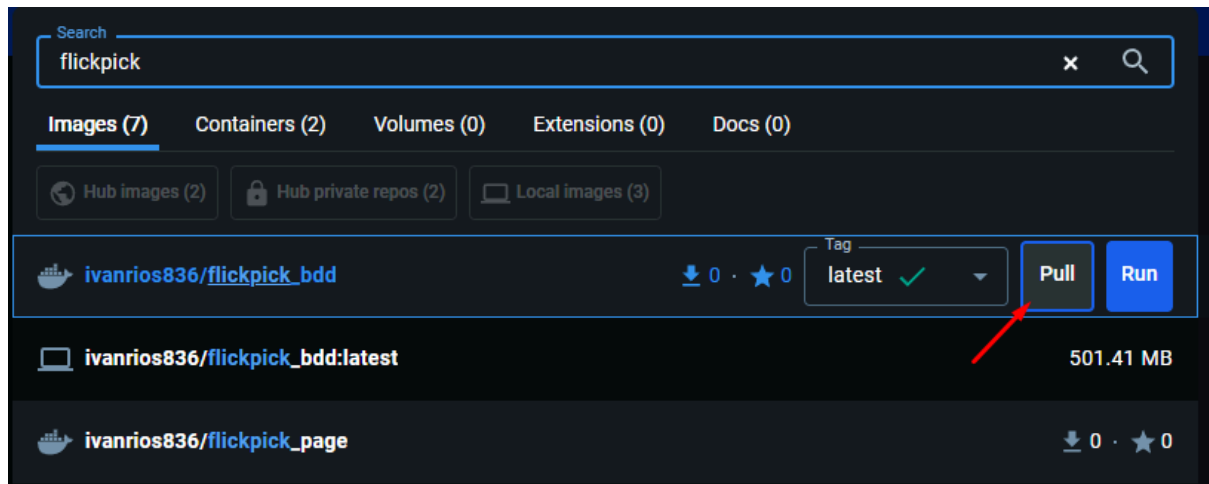 Search
flickpick
Images (7) Containers (2) Volumes (0) Extensions (0) Docs (0)
Hub images (2) Hub private repos (2) Local images (3)
Tag
ivanrios836/flickpick_bdd 0 · 0 latest Pull Run
ivanrios836/flickpick_bdd:latest 501.41 MB
ivanrios836/flickpick_page 0 · 0